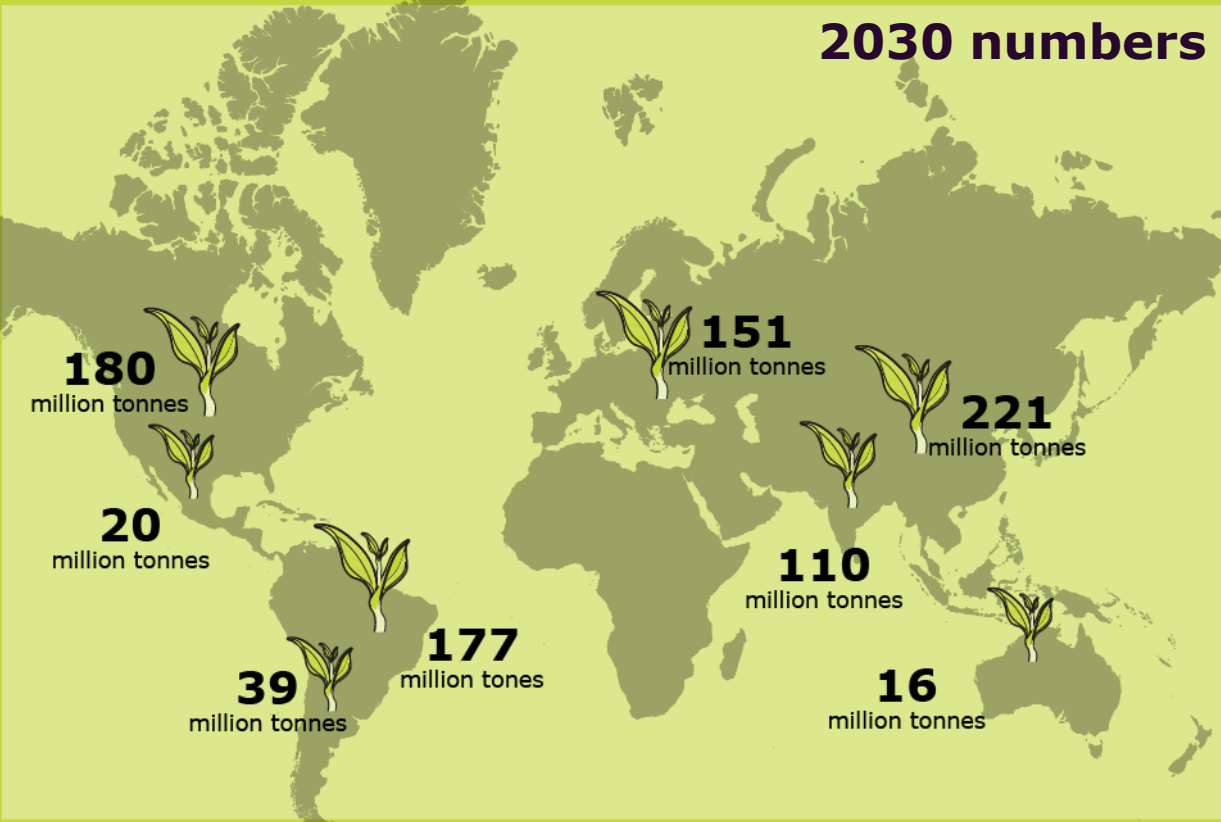 2030 numbers
151
million tonnes
180
million tonnes
221
million tonnes
20
million tonnes
110
million tonnes
177
million tones
39
million tonnes
16
million tonnes